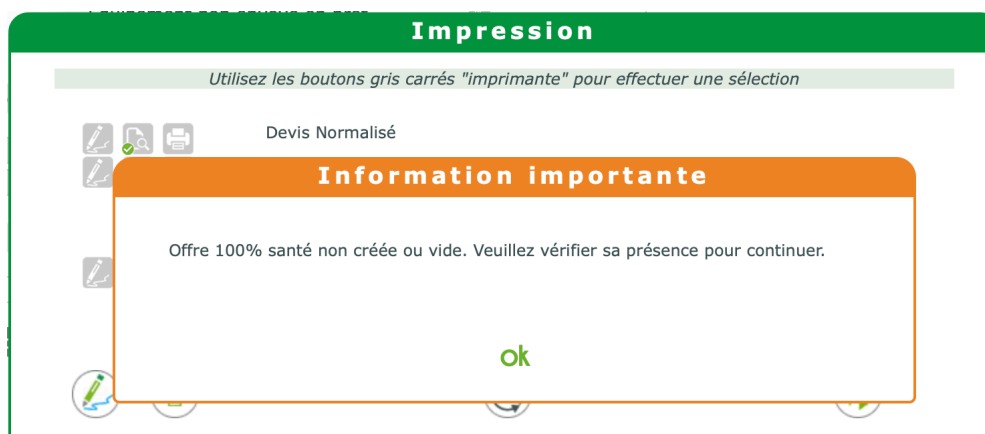 Impression
Utilisez les boutons gris carrés "imprimante" pour effectuer une sélection
Devis Normalisé
Information importante
Offre 100% santé non créée ou vide. Veuillez vérifier sa présence pour continuer.
ok